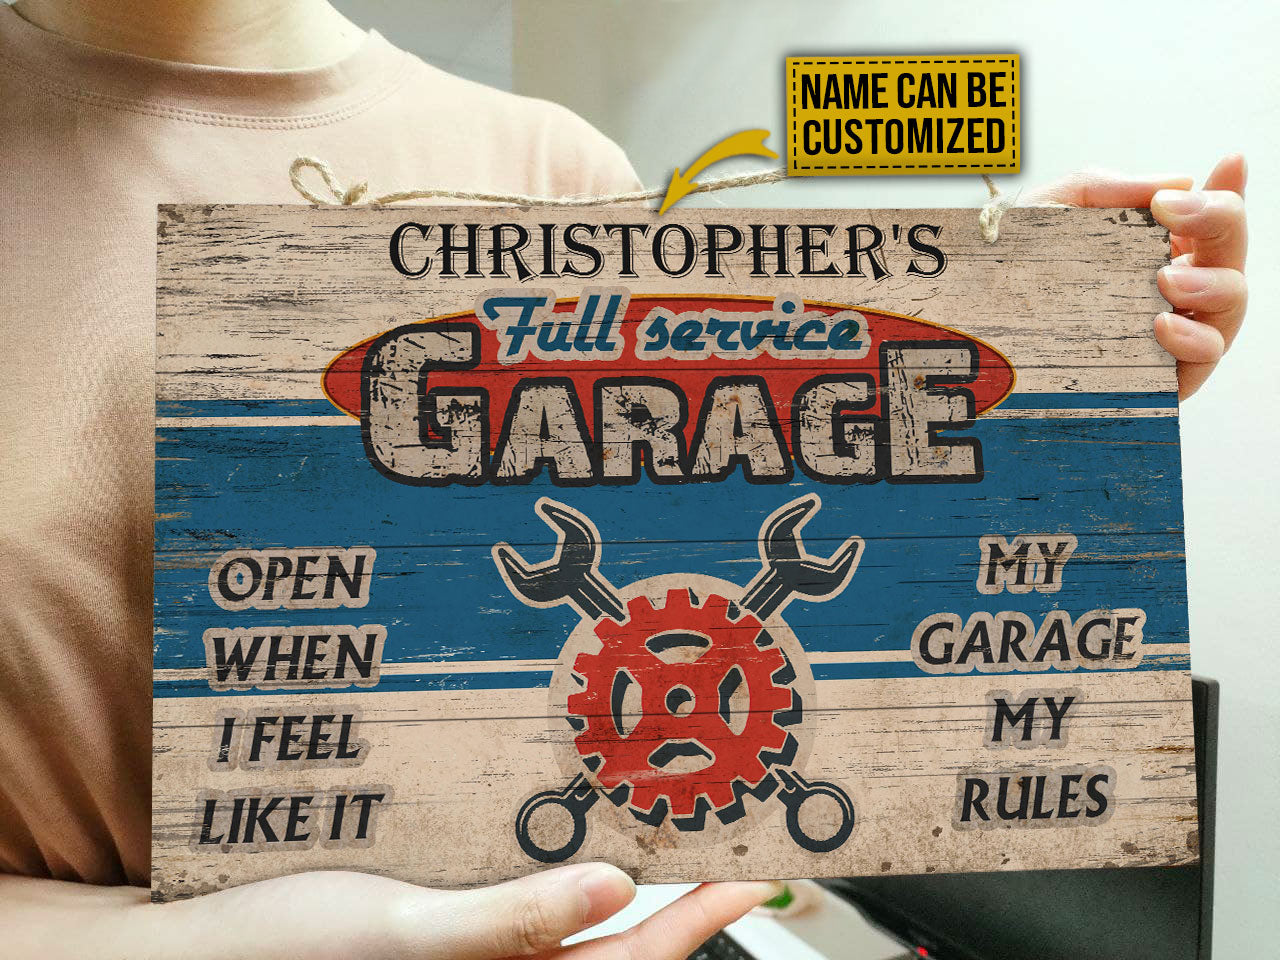 NAME CAN BE
CUSTOMIZED
CHRISTOPHER'S
Full service
GARAGE
OPEN
WHEN
I FEEL
LIKE IT
MY
GARAGE
MY
RULES